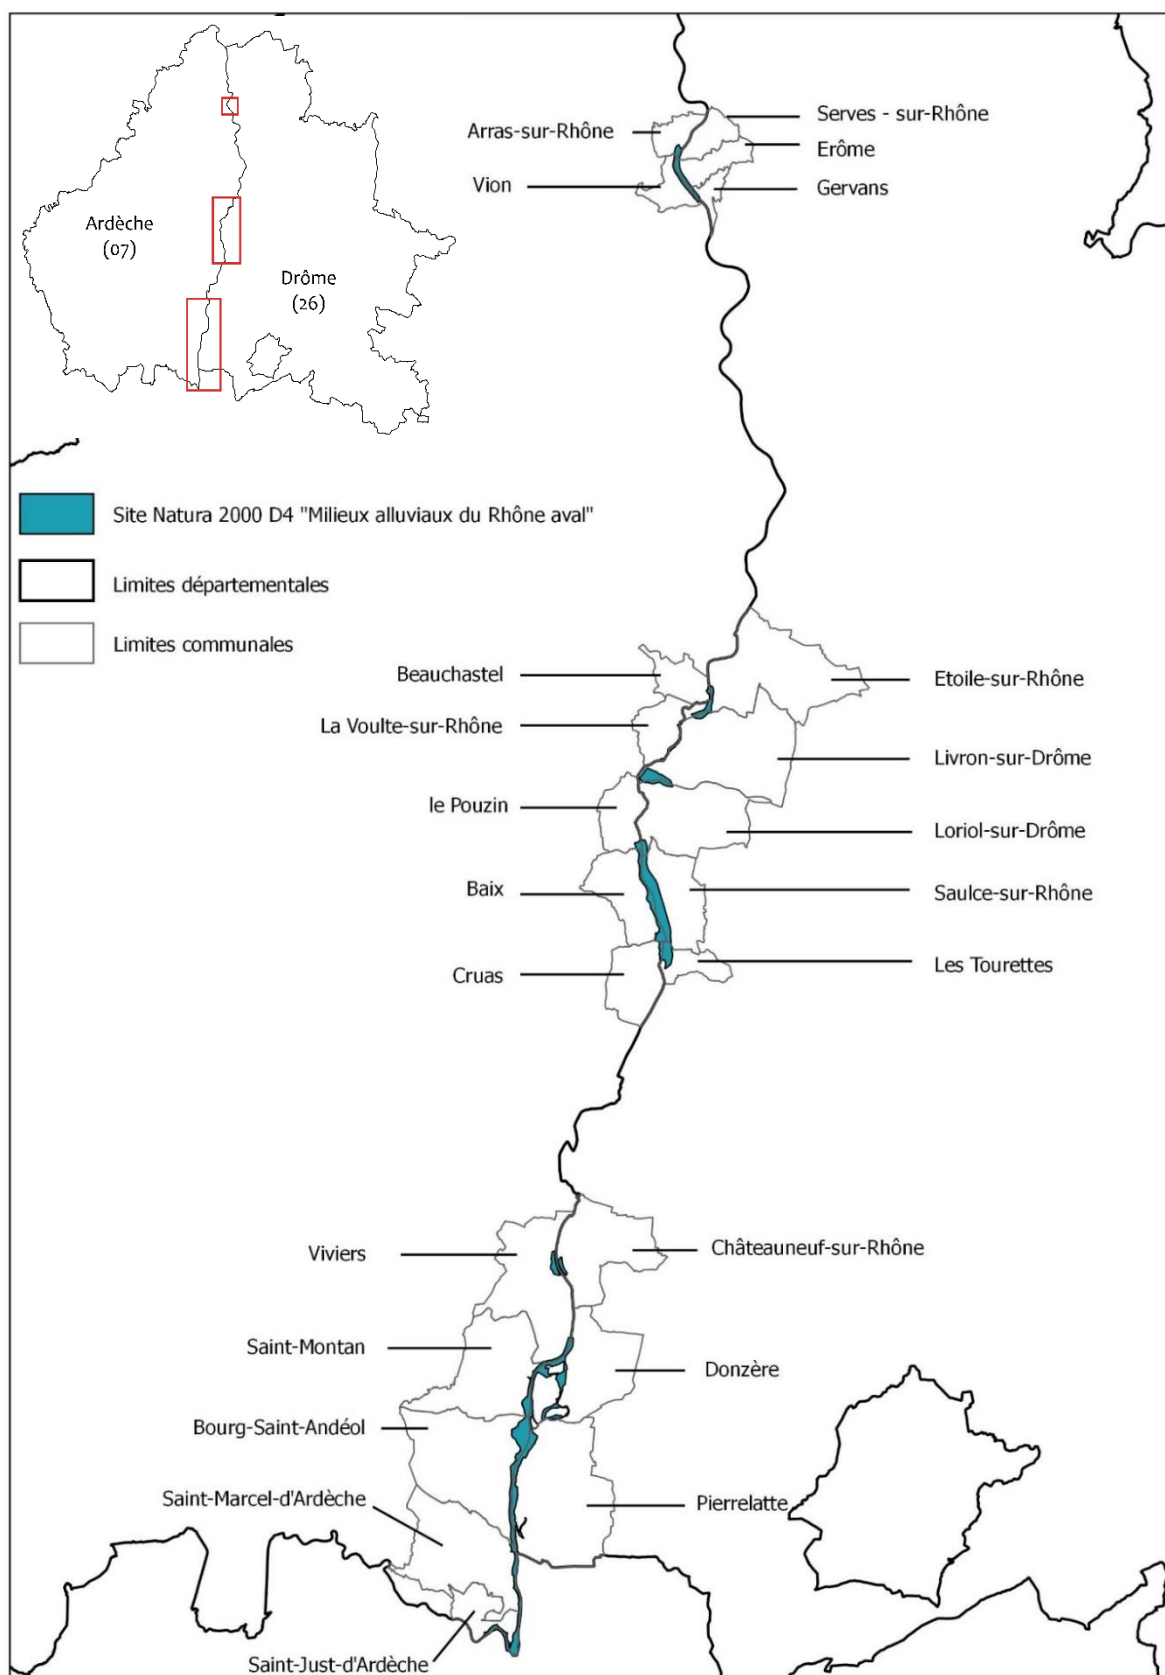 Ardèche
(07)
Drôme
(26)
Site Natura 2000 D4 "Milieux alluviaux du Rhône aval"
Limites départementales
Limites communales
Arras-sur-Rhône
Serves - sur-Rhône
Erôme
Vion
Gervans
Beauchastel
Etoile-sur-Rhône
La Voulte-sur-Rhône
Livron-sur-Drôme
le Pouzin
Loriol-sur-Drôme
Baix
Saulce-sur-Rhône
Cruas
Les Tourettes
Viviers
Châteauneuf-sur-Rhône
Saint-Montan
Donzère
Bourg-Saint-Andéol
Saint-Marcel-d'Ardèche
Pierrelatte
Saint-Just-d'Ardèche